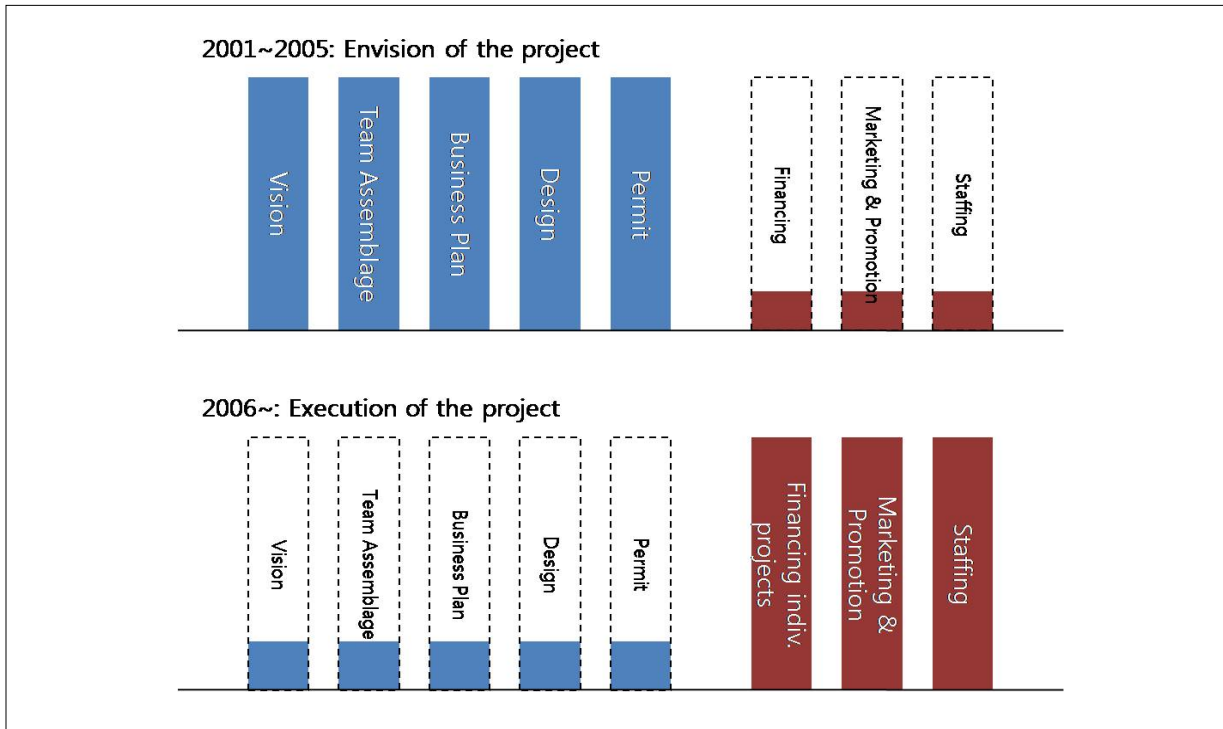 2001~2005: Envision of the project
Vision
Team Assemblage
Business Plan
Design
Permit
Financing
Marketing & Promotion
Staffing
2006~: Execution of the project
Vision
Team Assemblage
Business Plan
Design
Permit
Financing indiv.
projects
Marketing &
Promotion
Staffing